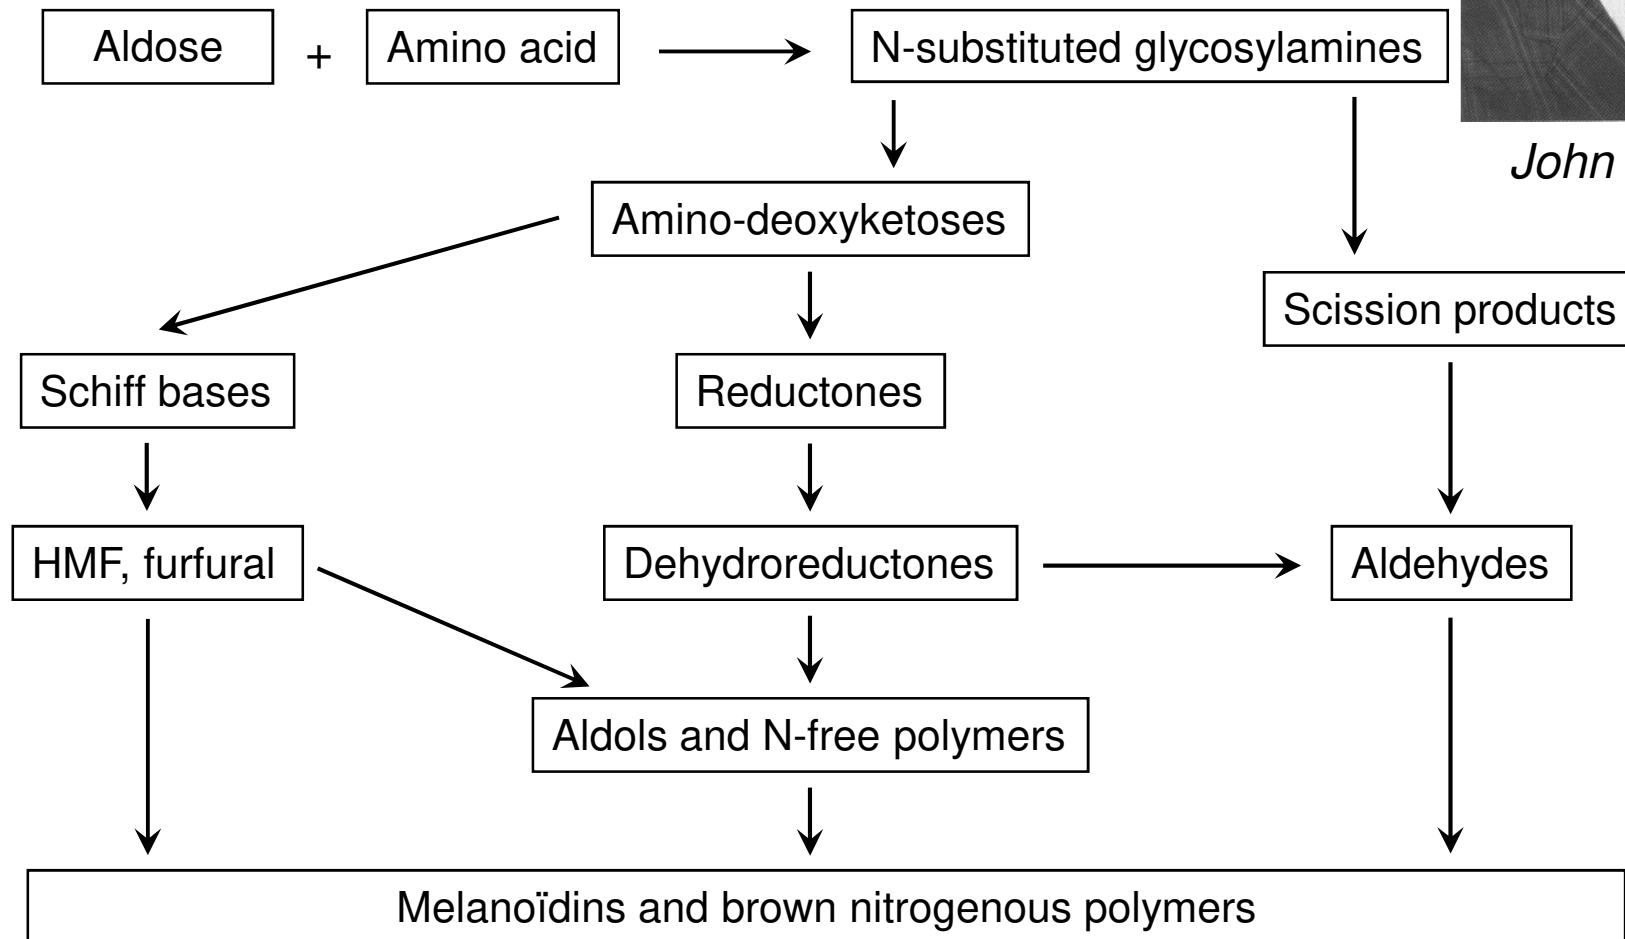 Aldose + Amino acid N-substituted glycosylamines
John
Amino-deoxyketoses
Scission products
Schiff bases Reductones
HMF, furfural Dehydroreductones Aldehydes
Aldols and N-free polymers
Melanoïdins and brown nitrogenous polymers